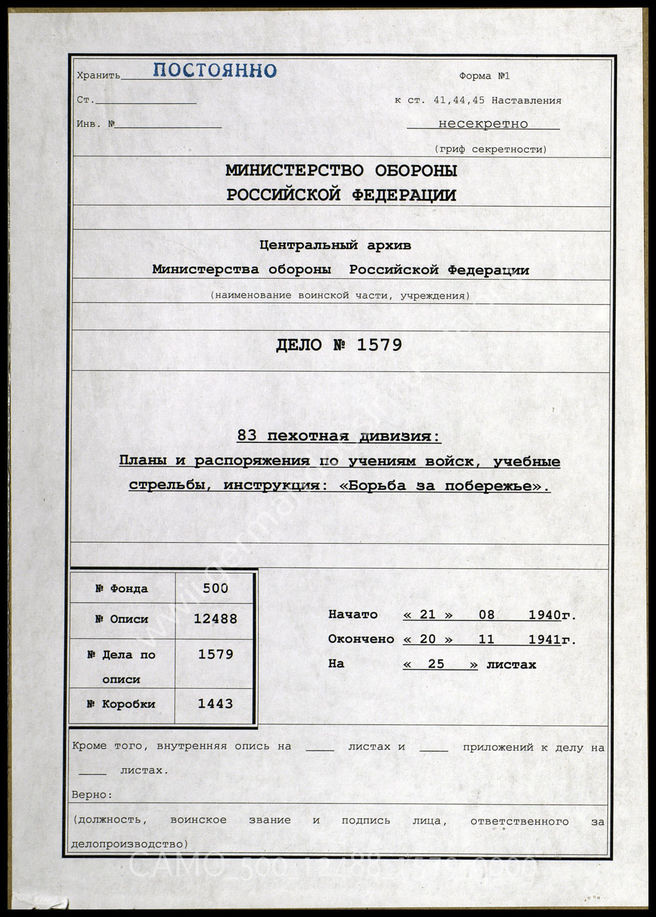 Хранить ПОСТОЯННО
Форма №1
Ст.
к ст. 41,44,45 Наставления
Инв. №
несекретно
(гриф секретности)
МИНИСТЕРСТВО ОБОРОНЫ
РОССИЙСКОЙ ФЕДЕРАЦИИ
Центральный архив
Министерства обороны Российской Федерации
(наименование воинской части, учреждения)
ДЕЛО № 1579
83 пехотная дивизия:
Планы и распоряжения по учениям войск, учебные
стрельбы, инструкция: «Борьба за побережье».
№ Фонда 500
№ Описи 12488
№ Дела по 1579
описи
№ Коробки 1443
Начато « 21 » 08 1940г.
Окончено « 20 » 11 1941г.
На « 25 » листах
Кроме того, внутренняя опись на ____ листах и ____ приложений к делу на
____ листах.
Верно:
(должность, воинское звание и подпись лица, ответственного за
делопроизводство)